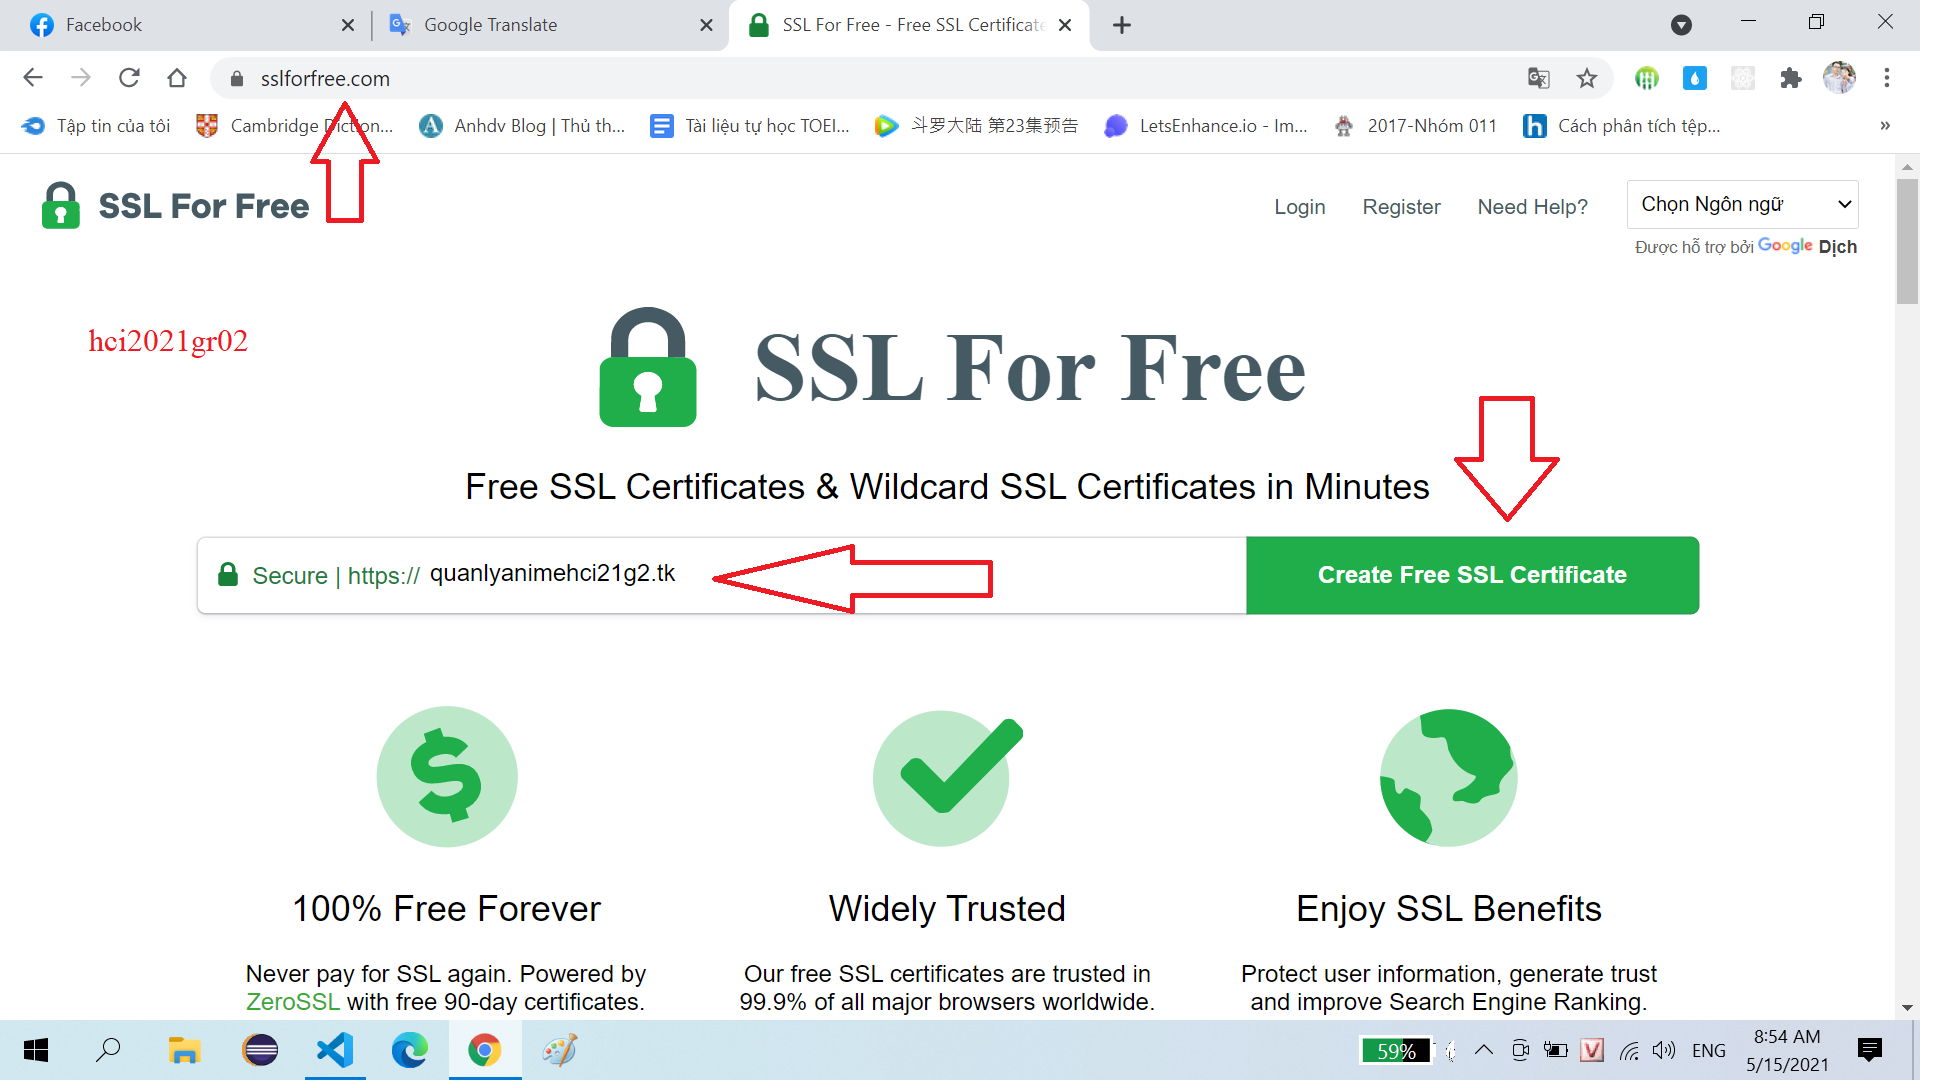 Facebook
Google Translate
SSL For Free - Free SSL Certificate
sslforfree.com
Tập tin của tôi
Cambridge Diction...
Anhdv Blog | Thủ th...
Tài liệu tự học TOEI...
斗罗大陆 第23集预告
LetsEnhance.io - Im...
2017-Nhóm 011
Cách phân tích tệp...
»
SSL For Free
Login
Register
Need Help?
Chọn Ngôn ngữ
Được hỗ trợ bởi Google Dịch
hci2021gr02
SSL For Free
Free SSL Certificates & Wildcard SSL Certificates in Minutes
Secure | https:// quanlyanimehci21g2.tk
Create Free SSL Certificate
100% Free Forever
Never pay for SSL again. Powered by
ZeroSSL with free 90-day certificates.
Widely Trusted
Our free SSL certificates are trusted in
99.9% of all major browsers worldwide.
Enjoy SSL Benefits
Protect user information, generate trust
and improve Search Engine Ranking.
59%
ENG
8:54 AM
5/15/2021